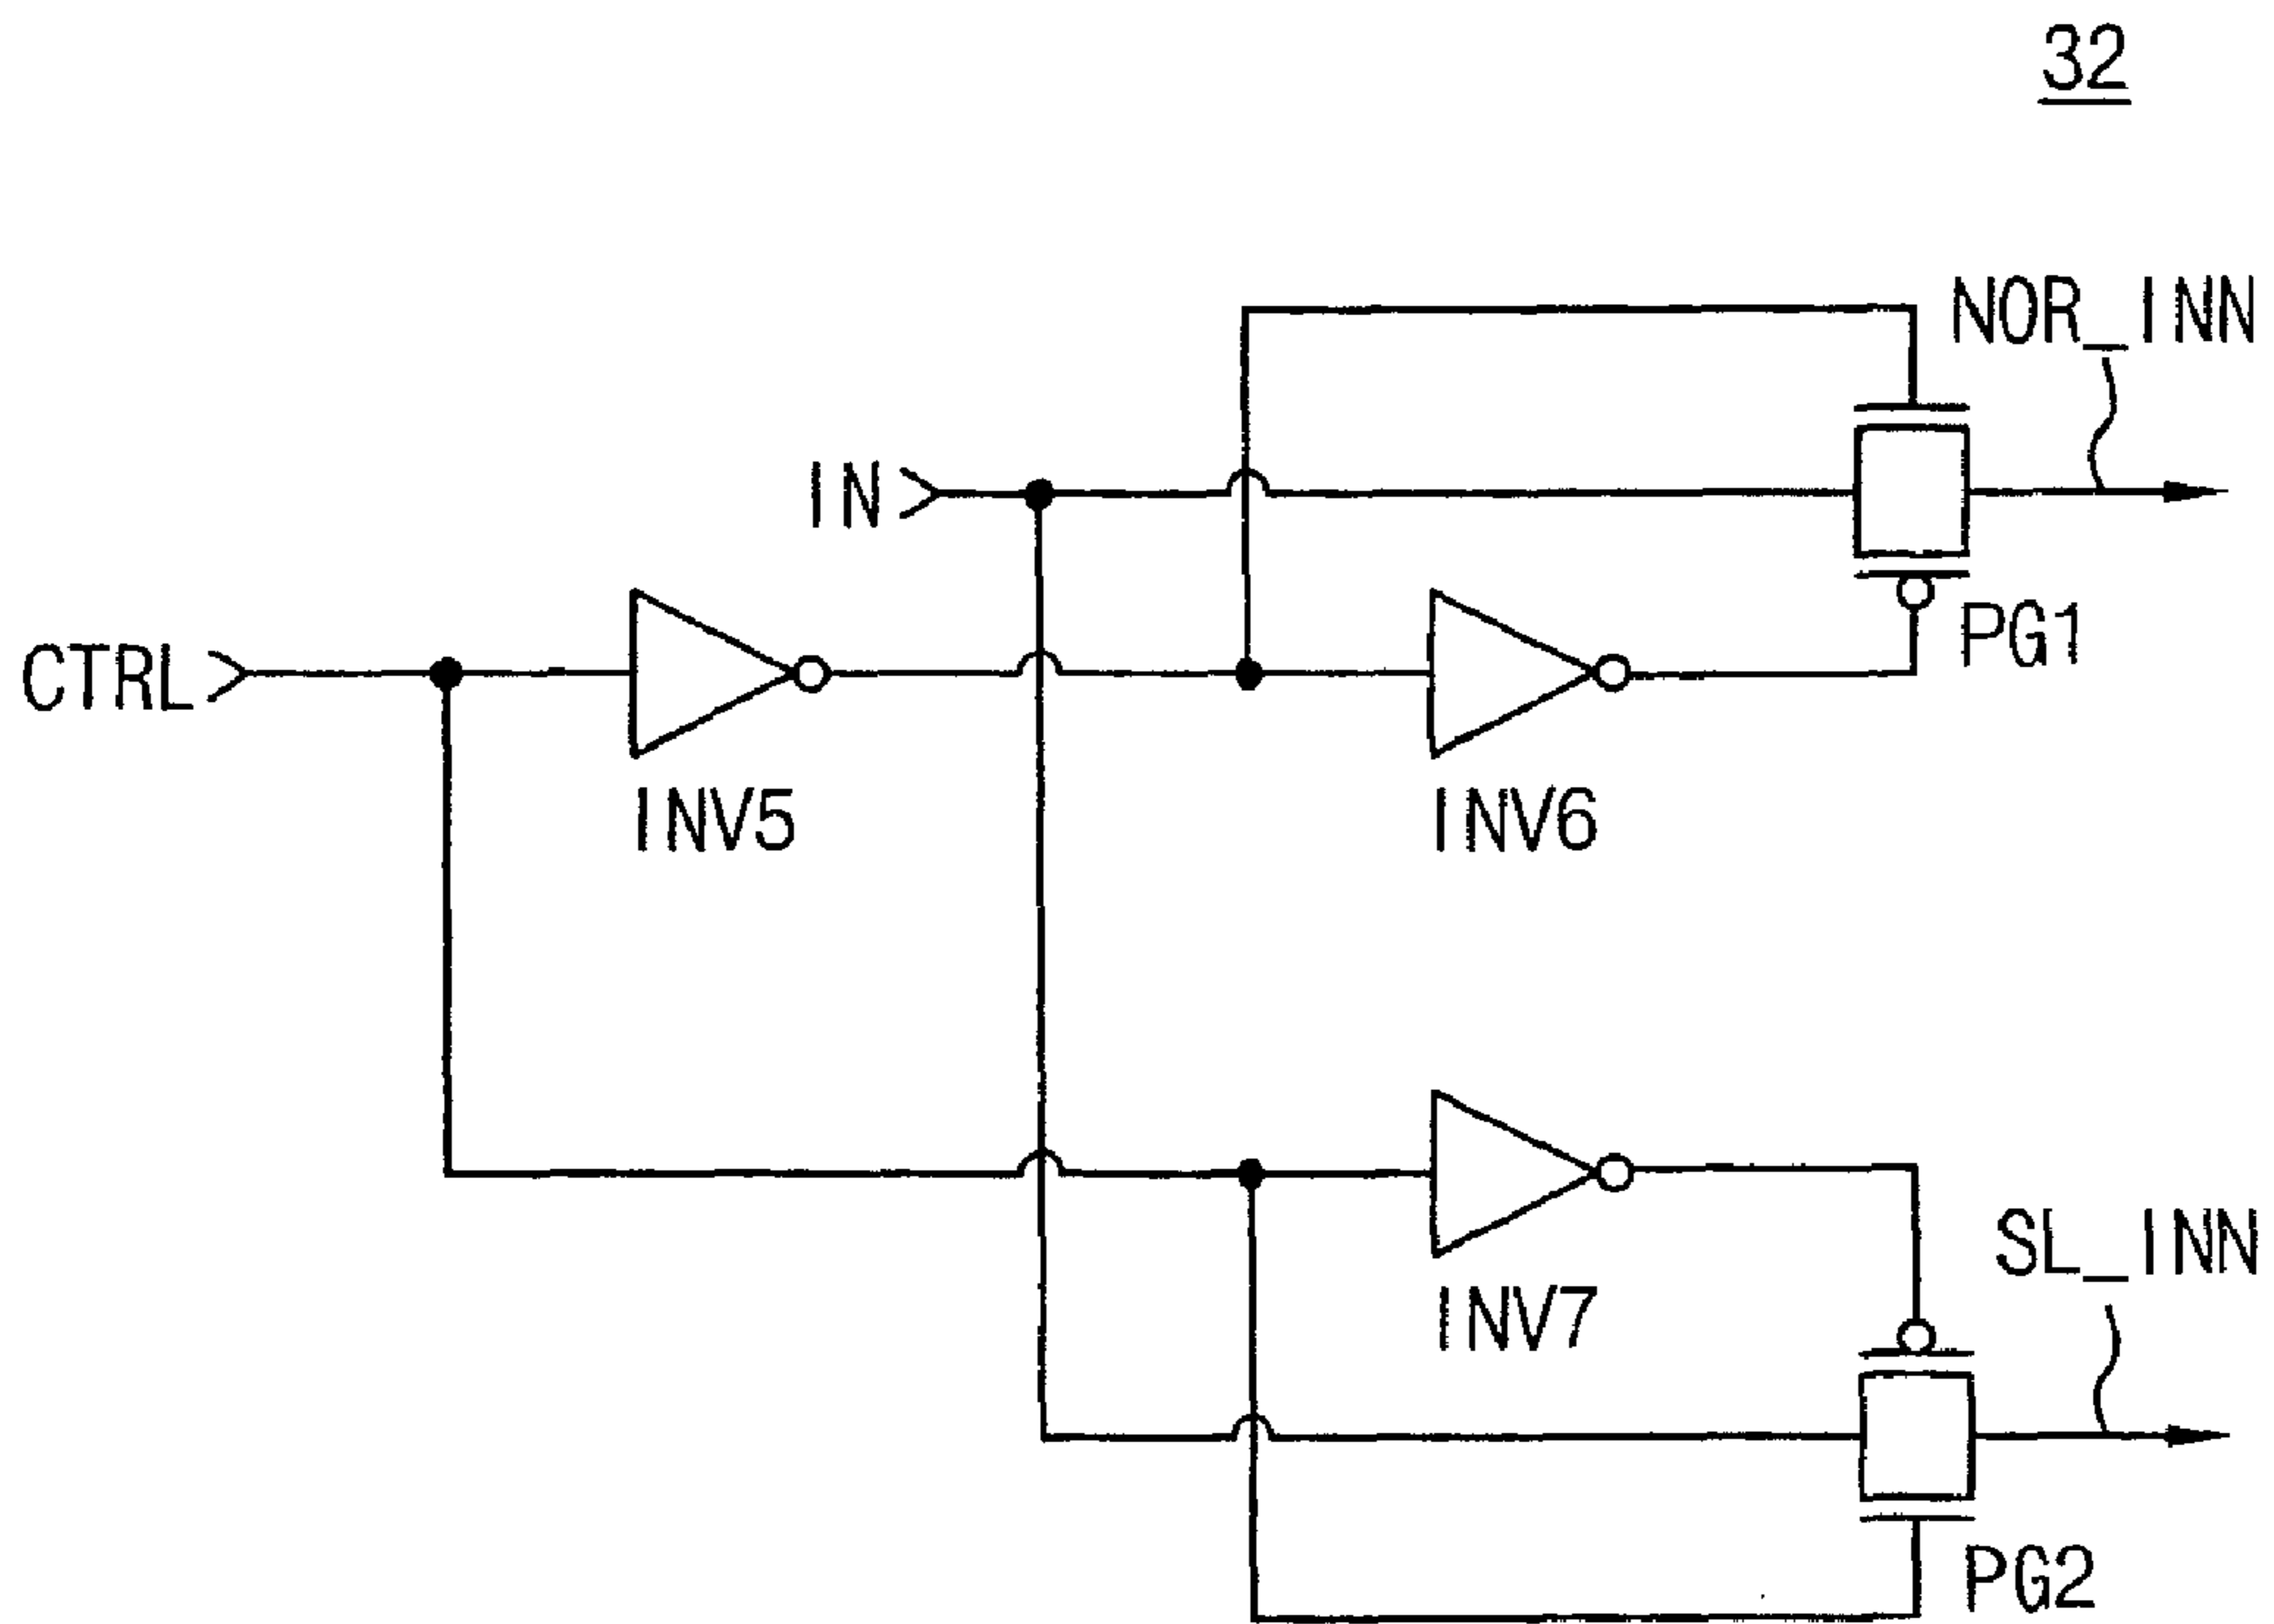 32
NOR_INN
IN
PG1
CTRL
INV5
INV6
INV7
SL_INN
PG2